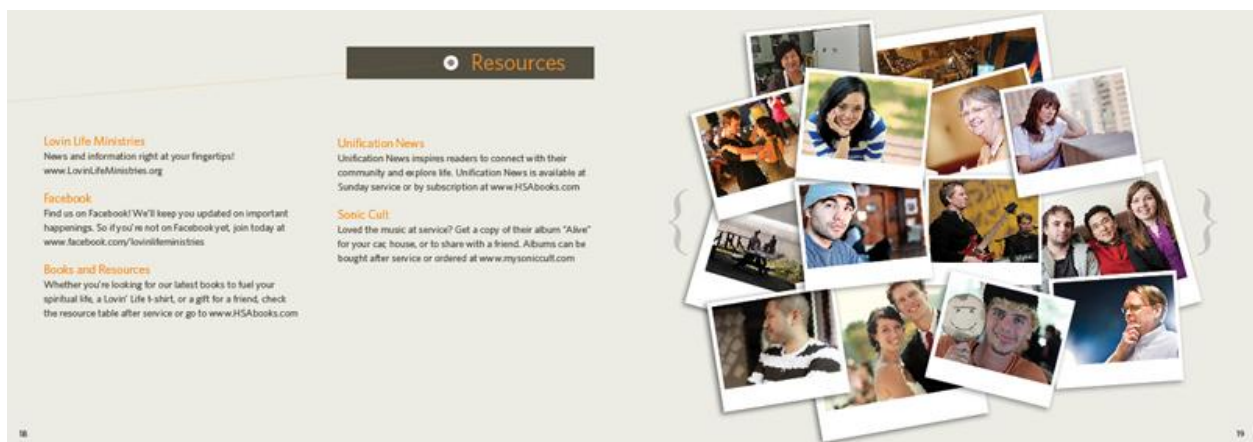 Resources
Lovin Life Ministries
News and information right at your fingertips!
www.LovinLifeMinistries.org
Facebook
Find us on Facebook! We'll keep you updated on important
happenings. So if you're not on Facebook yet, join today at
www.facebook.com/lovinlifeministries
Books and Resources
Whether you're looking for our latest books to fuel your
spiritual life, a Lovin' Life t-shirt, or a gift for a friend, check
the resource table after service or go to www.HSAbooks.com
Unification News
Unification News inspires readers to connect with their
community and explore life. Unification News is available at
Sunday service or by subscription at www.HSAbooks.com
Sonic Cult
Loved the music at service? Get a copy of their album "Alive"
for your car, house, or to share with a friend. Albums can be
bought after service or ordered at www.mysoniccult.com
18
19